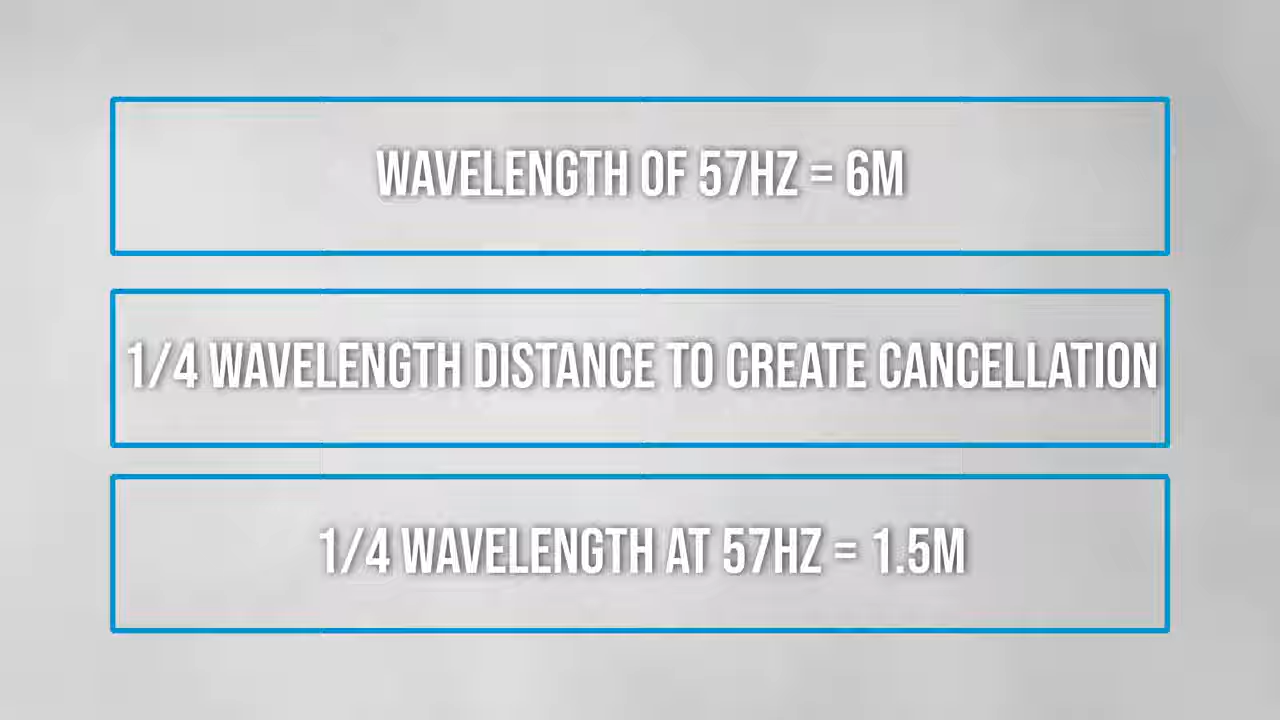 WAVELENGTH OF 57HZ = 6M
1/4 WAVELENGTH DISTANCE TO CREATE CANCELLATION
1/4 WAVELENGTH AT 57HZ = 1.5M